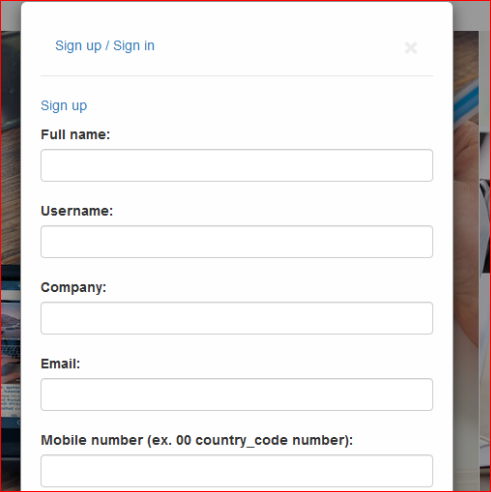 Sign up / Sign in
×
Sign up
Full name:
Username:
Company:
Email:
Mobile number (ex. 00 country_code number):